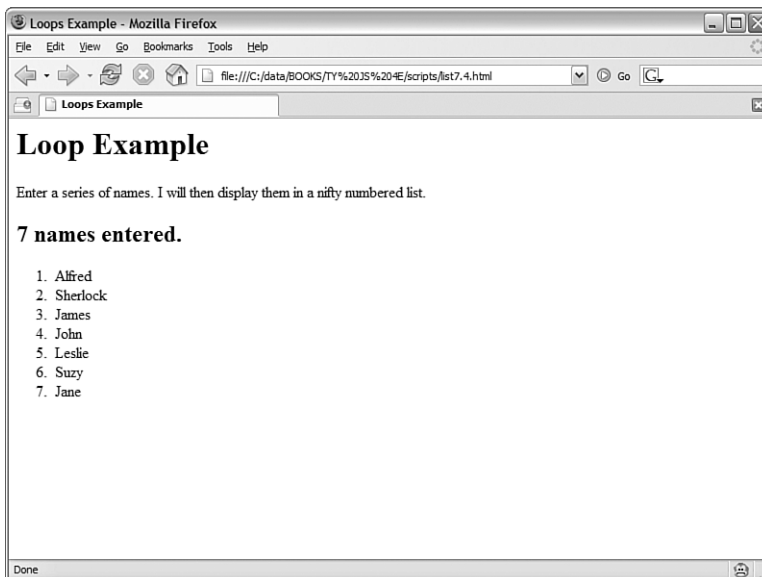 Loops Example - Mozilla Firefox
File Edit View Go Bookmarks Tools Help
file:///C:/data/BOOKS/TY%20JS%204E/scripts/list7.4.html Go G
Loops Example
Loop Example
Enter a series of names. I will then display them in a nifty numbered list.
7 names entered.
1. Alfred
2. Sherlock
3. James
4. John
5. Leslie
6. Suzy
7. Jane
Done